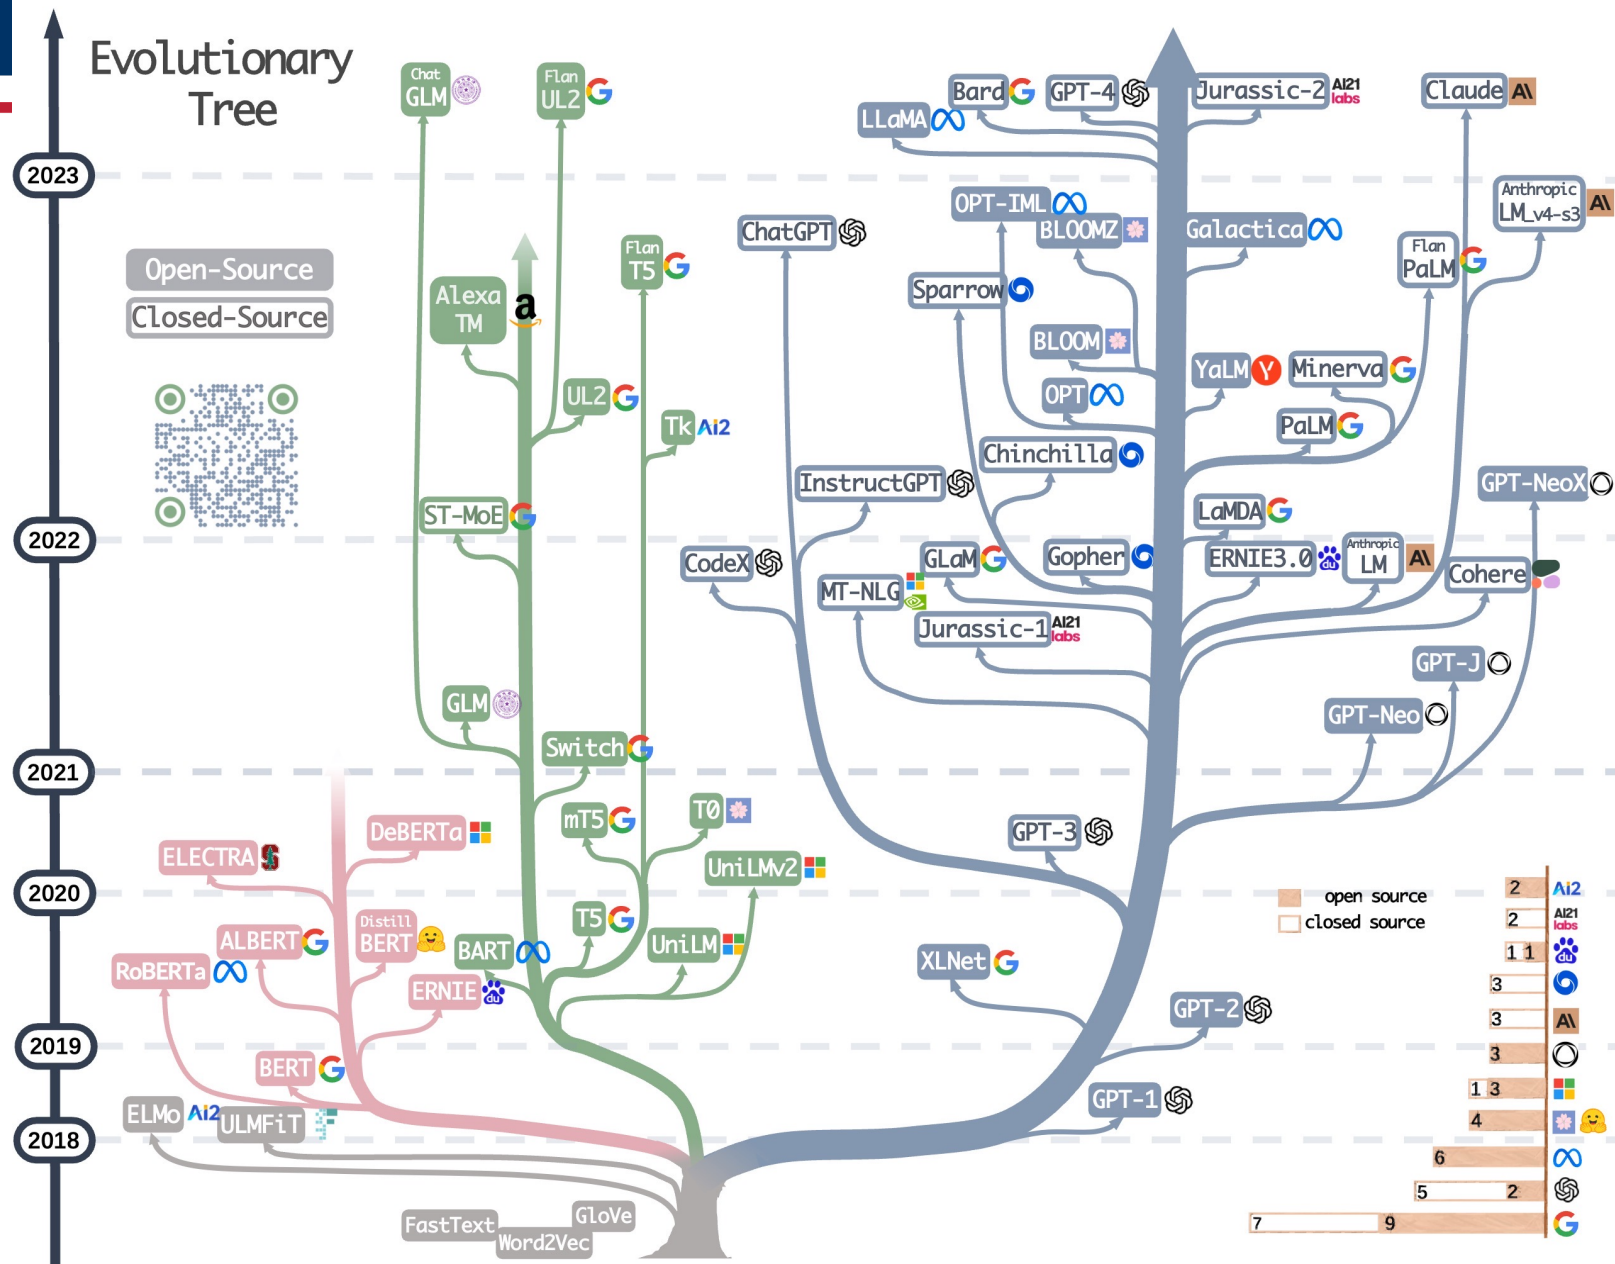 Evolutionary
Tree
2023
2022
2021
2020
2019
2018
Open-Source
Closed-Source
Chat
GLM
Flan
UL2
Alexa
TM
a
Flan
T5
UL2
Tk
Ai2
ST-MoE
GLM
Switch
mT5
T0
UniLMv2
T5
BART
UniLM
DeBERTa
ELECTRA
S
Distill
BERT
ALBERT
RoBERTa
ERNIE
du
BERT
ELMo
Ai2
ULMFiT
FastText
GloVe
Word2Vec
Bard
GPT-4
Jurassic-2
AI21
labs
Claude
A\
LLaMA
Anthropic
LM_v4-s3
A\
OPT-IML
BLOOMZ
Galactica
ChatGPT
Flan
PaLM
Sparrow
BLOOM
YaLM
Y
Minerva
OPT
PaLM
Chinchilla
InstructGPT
GPT-NeoX
LaMDA
CodeX
GLaM
Gopher
ERNIE3.0
du
Anthropic
LM
A\
Cohere
MT-NLG
Jurassic-1
AI21
labs
GPT-J
GPT-Neo
GPT-3
XLNet
GPT-2
GPT-1
open source
closed source
2
Ai2
2
AI21
labs
1 1
du
3
3
A\
3
1 3
4
6
5 2
7 9